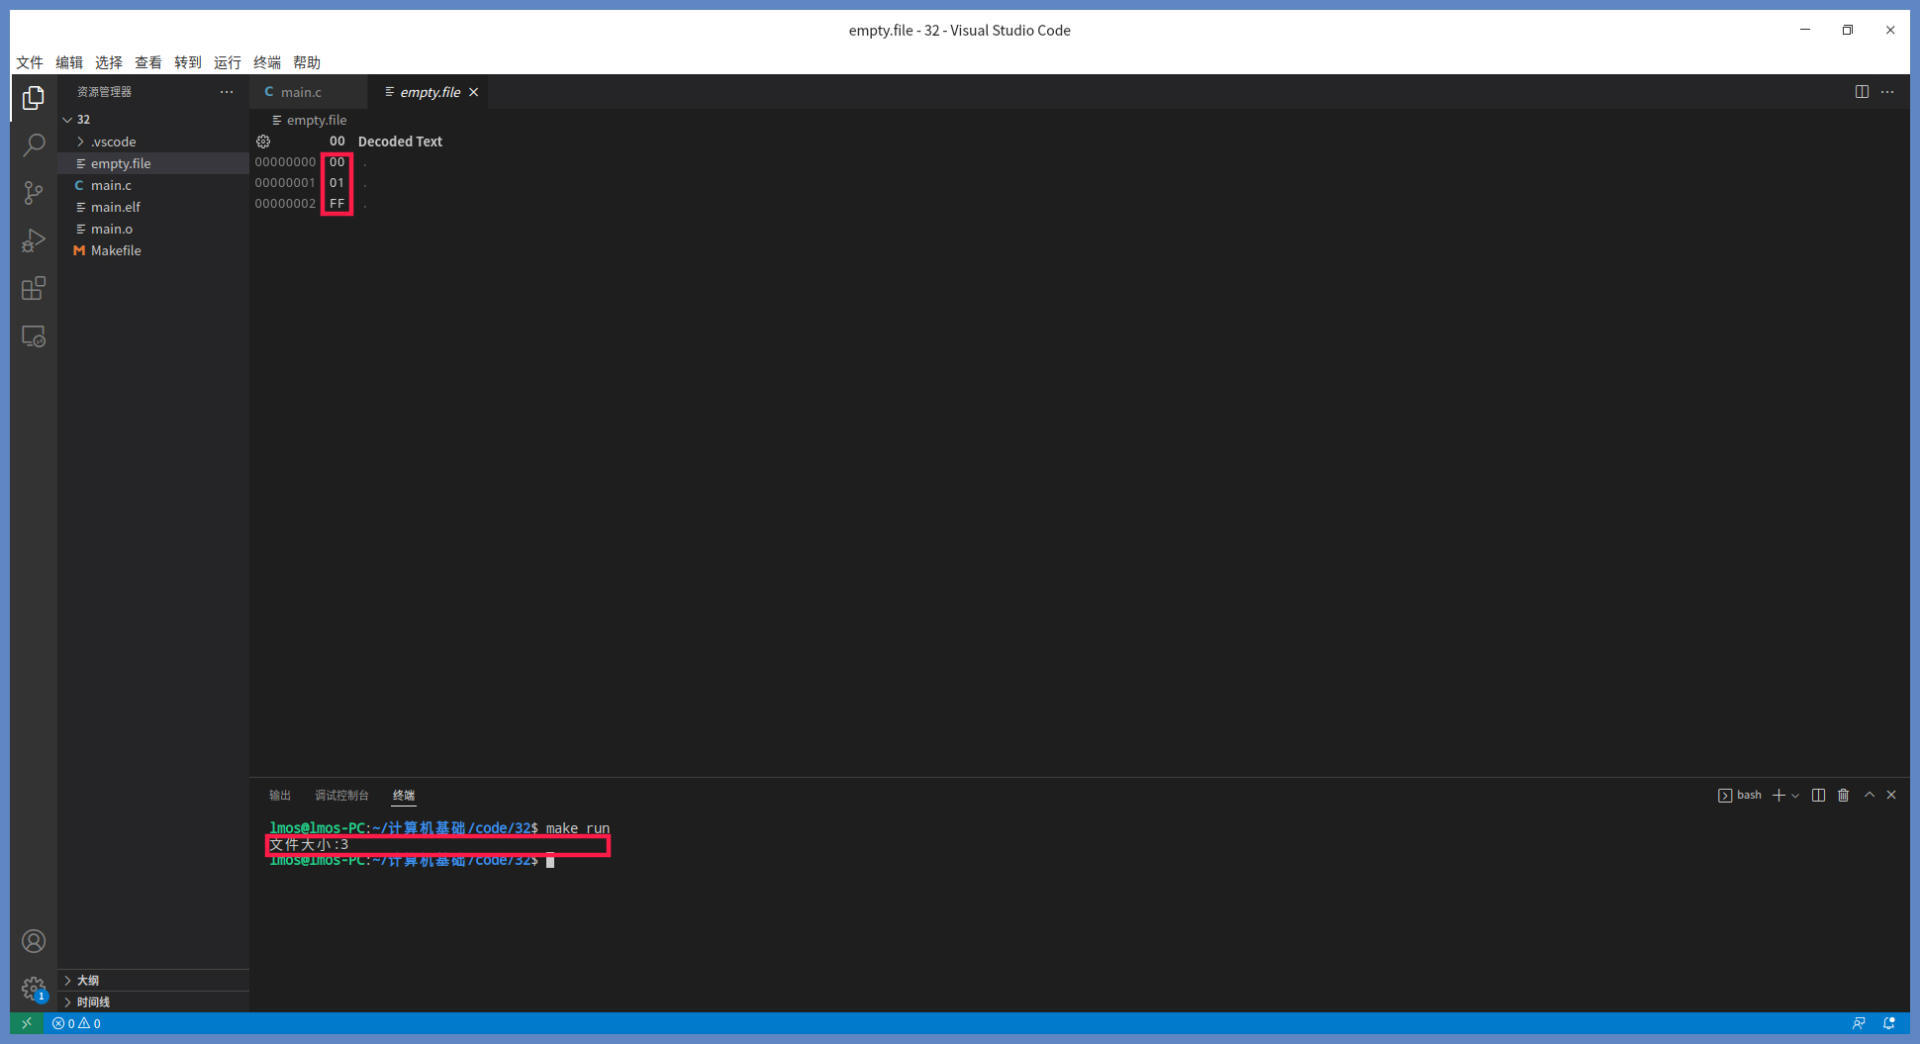 empty.file - 32 - Visual Studio Code
文件 编辑 选择 查看 转到 运行 终端 帮助
资源管理器
32
.vscode
empty.file
C main.c
main.elf
main.o
M Makefile
大纲
时间线
C main.c
empty.file
empty.file
00 Decoded Text
00000000 00 .
00000001 01 .
00000002 FF .
输出 调试控制台 终端
bash
lmos@lmos-PC:~/计算机基础/code/32$ make run
文件大小:3
lmos@lmos-PC:~/计算机基础/code/32$
1
0 0